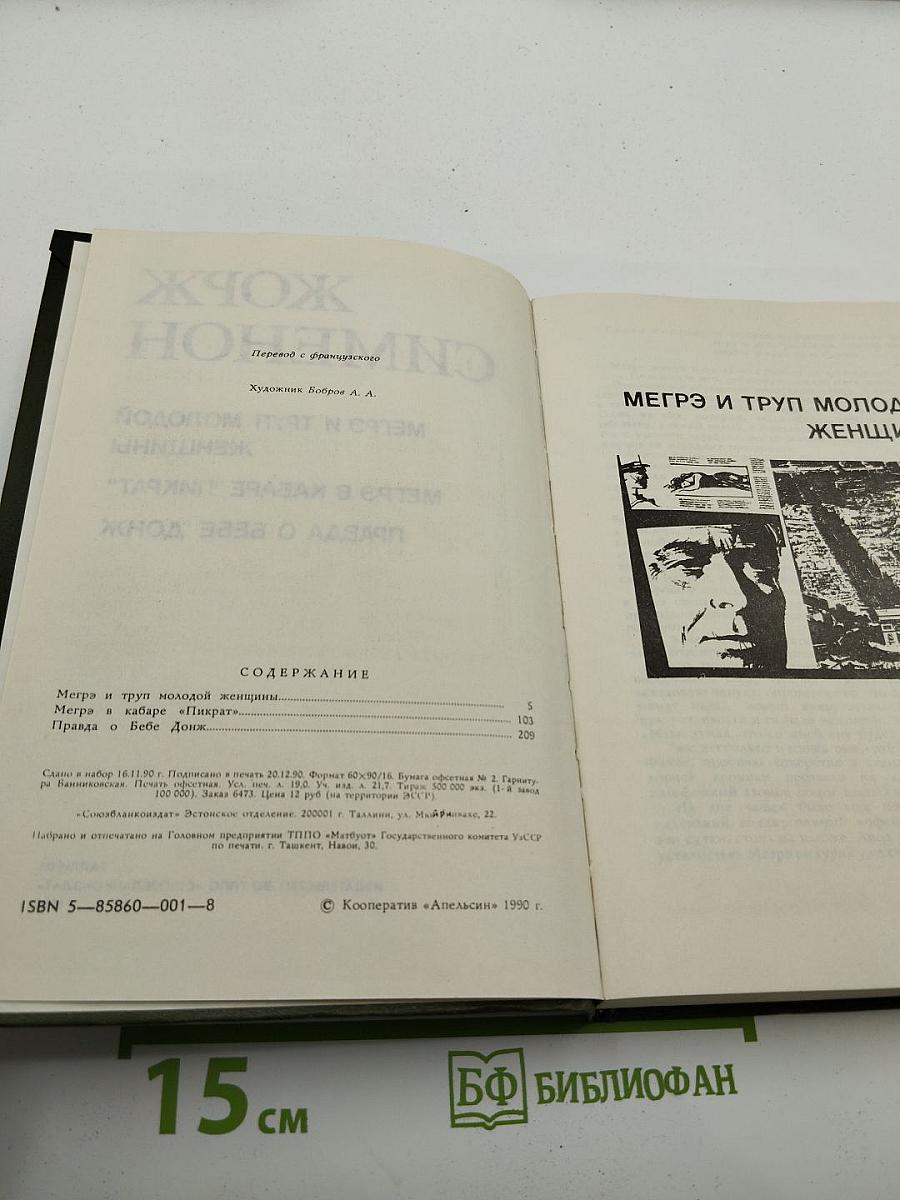 Перевод с французского
Художник Бобров А. А.
СОДЕРЖАНИЕ
Мегрэ и труп молодой женщины..... 5
Мегрэ в кабаре «Пикрат»..... 103
Правда о Бебе Донж..... 209
Сдано в набор 16.11.90 г. Подписано в печать 20.12.90. Формат 60×90/16. Бумага офсетная № 2. Гарниту-
ра Банниковская. Печать офсетная. Усл. печ. л. 19,0. Уч. изд. л. 21,7. Тираж 500 000 экз. (1-й завод
100 000). Заказ 6473. Цена 12 руб (на территории ЭССР)
«Союзбланкоиздат» Эстонское отделение. 200001 г. Таллинн, ул. 22.
Набрано и отпечатано на Головном предприятии ТППО «Матбуот» Государственного комитета УзССР
по печати. г. Ташкент, Навои, 30.
ISBN 5—85860—001—8
© Кооператив «Апельсин» 1990 г.
МЕГРЭ И ТРУП МОЛОД
ЖЕНЩИ
15 см
БФ БИБЛИОФАН